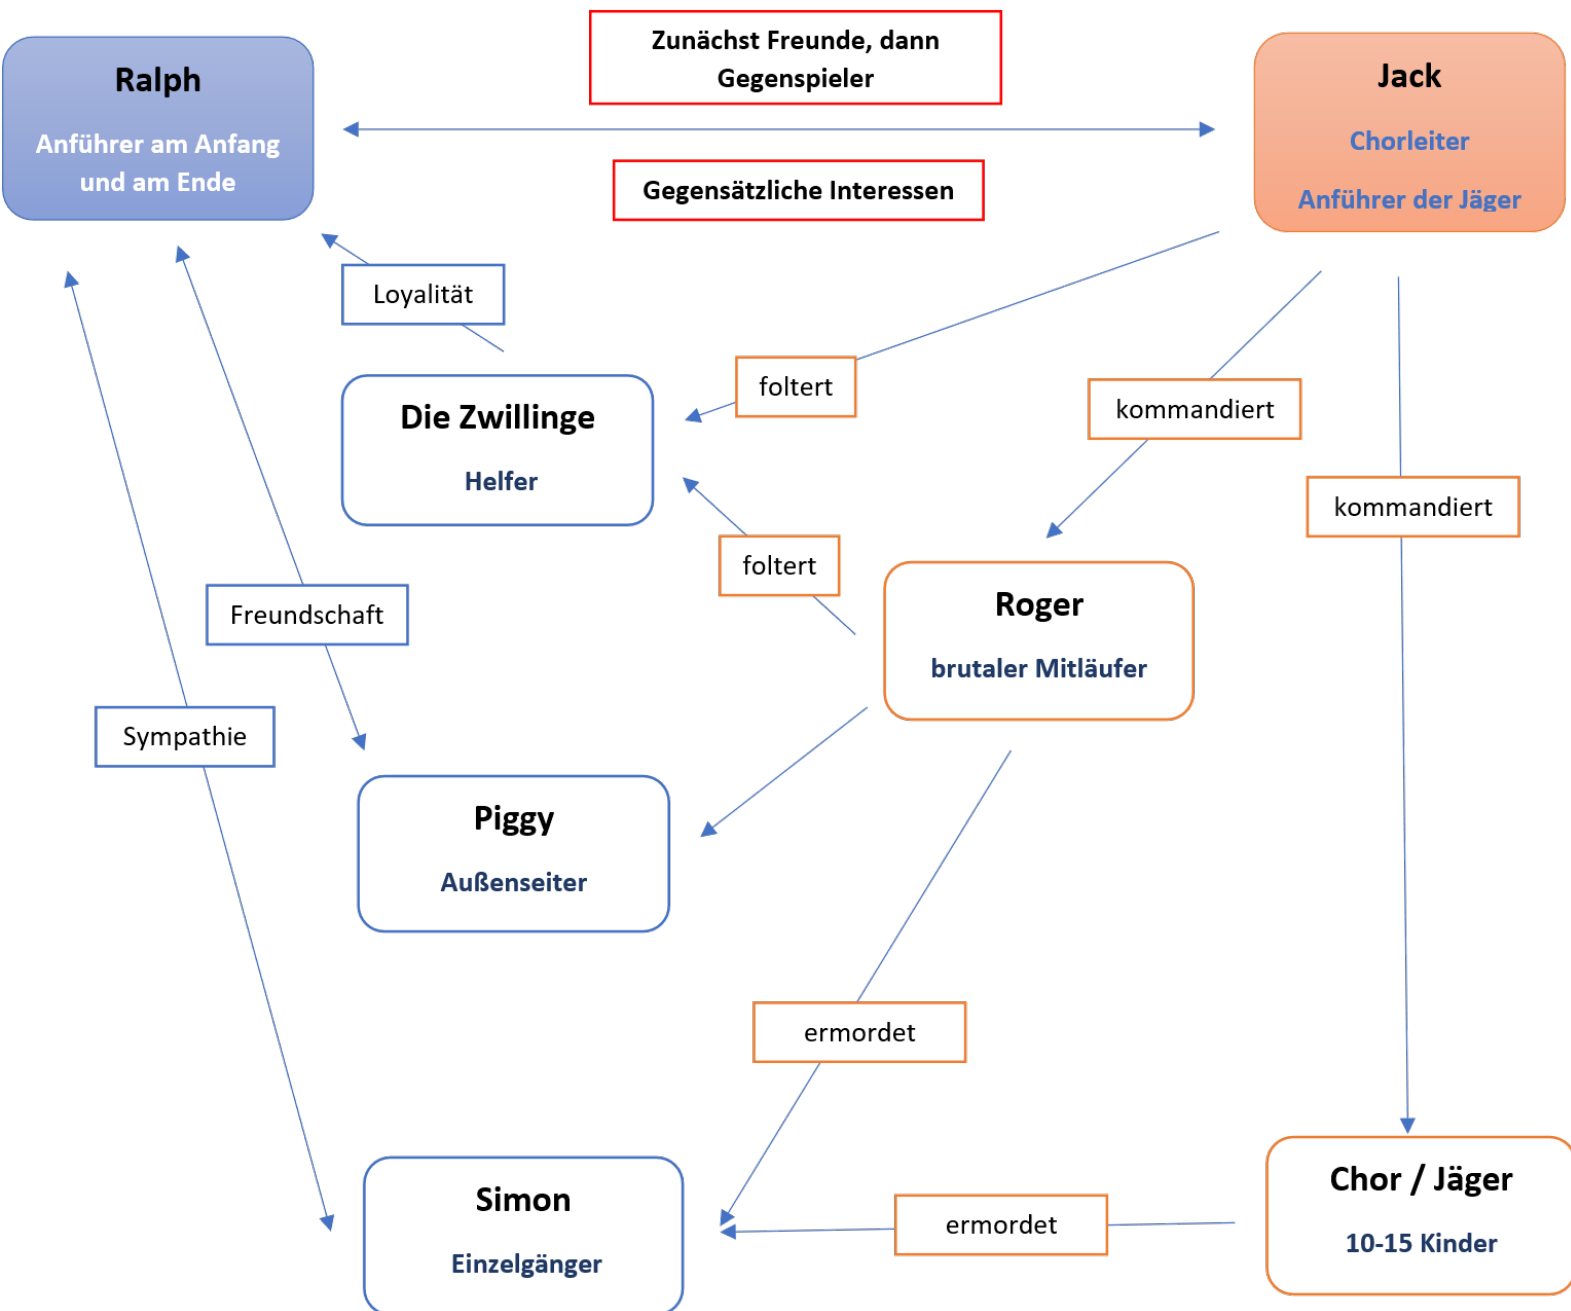 Ralph
Anführer am Anfang
und am Ende
Zunächst Freunde, dann
Gegenspieler
Gegensätzliche Interessen
Jack
Chorleiter
Anführer der Jäger
Loyalität
foltert
kommandiert
Die Zwillinge
Helfer
kommandiert
foltert
Freundschaft
Roger
brutaler Mitläufer
Sympathie
Piggy
Außenseiter
ermordet
Simon
Einzelgänger
ermordet
Chor / Jäger
10-15 Kinder